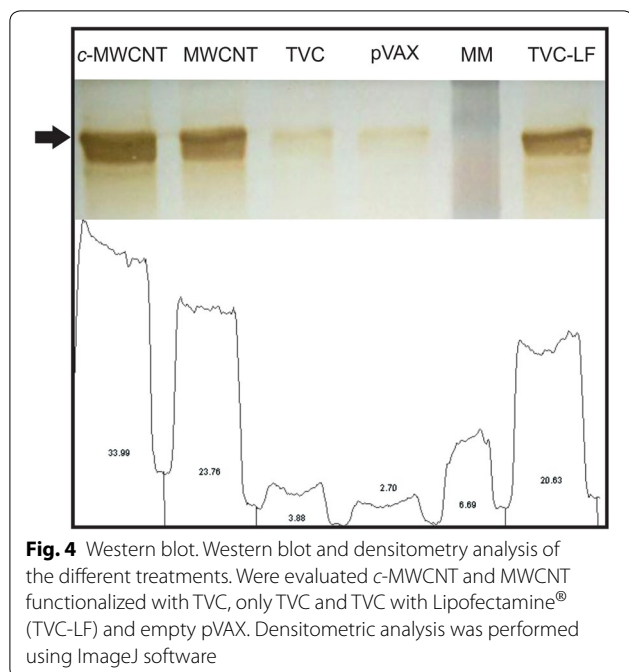 c-MWCNT MWCNT TVC pVAX MM TVC-LF
33.99
23.76
3.88
2.70
6.69
20.63
Fig. 4 Western blot. Western blot and densitometry analysis of
the different treatments. Were evaluated c-MWCNT and MWCNT
functionalized with TVC, only TVC and TVC with Lipofectamine®
(TVC-LF) and empty pVAX. Densitometric analysis was performed
using ImageJ software